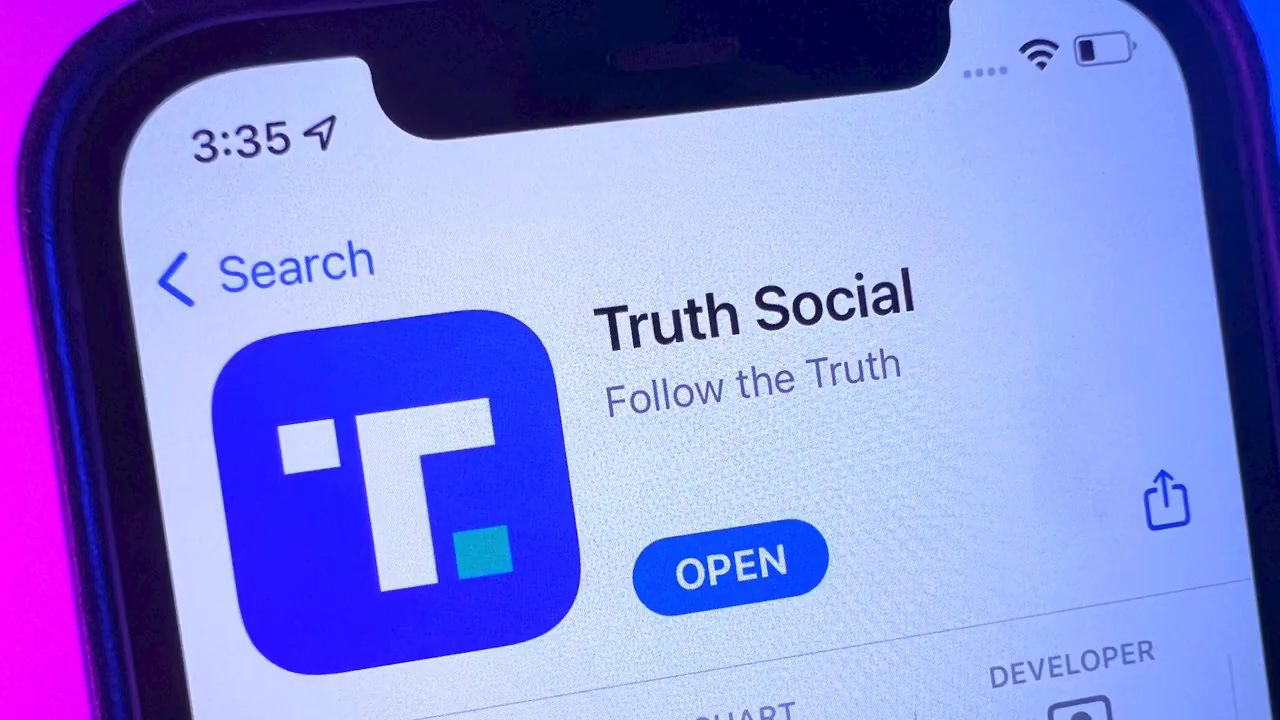 3:35
Search
Truth Social
Follow the Truth
OPEN
DEVELOPER